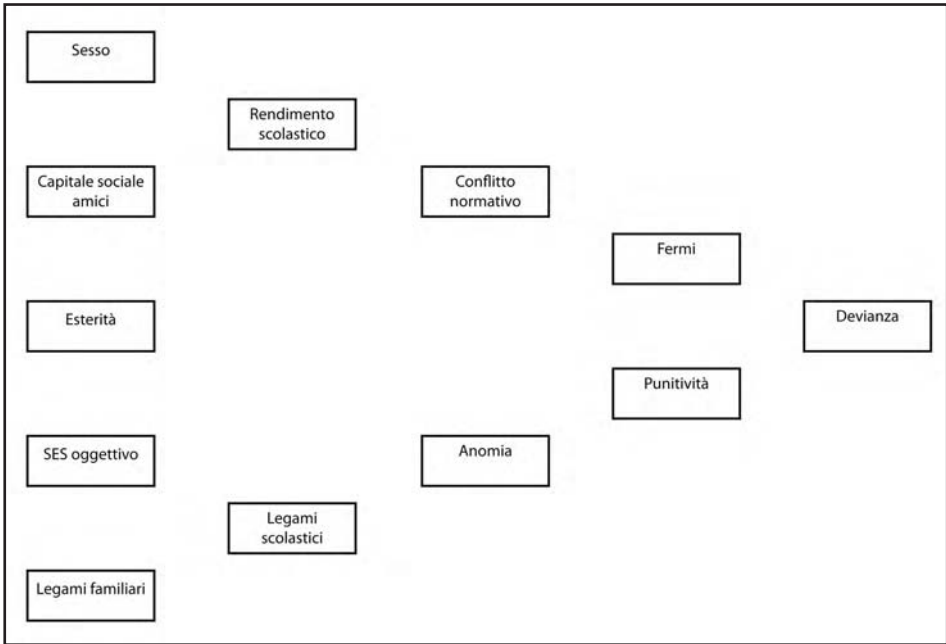 Sesso
Rendimento
scolastico
Capitale sociale
amici
Conflitto
normativo
Fermi
Esterità
Devianza
Punitività
SES oggettivo
Anomia
Legami
scolastici
Legami familiari